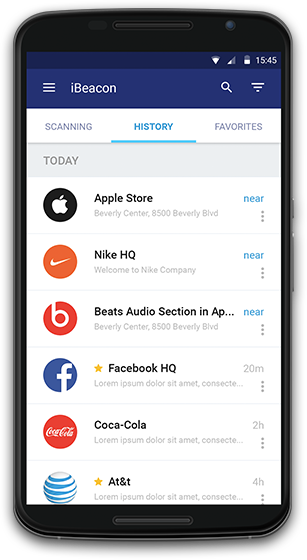 15:45
iBeacon
SCANNING HISTORY FAVORITES
TODAY
Apple Store near
Beverly Center, 8500 Beverly Blvd
Nike HQ near
Welcome to Nike Company
Beats Audio Section in Ap... near
Beverly Center, 8500 Beverly Blvd
Facebook HQ 20m
Lorem ipsum dolor sit amet, consecte...
Coca-Cola
Coca-Cola 2h
Lorem ipsum dolor sit amet, consecte...
At&t 4h
Lorem ipsum dolor sit amet, consecte...